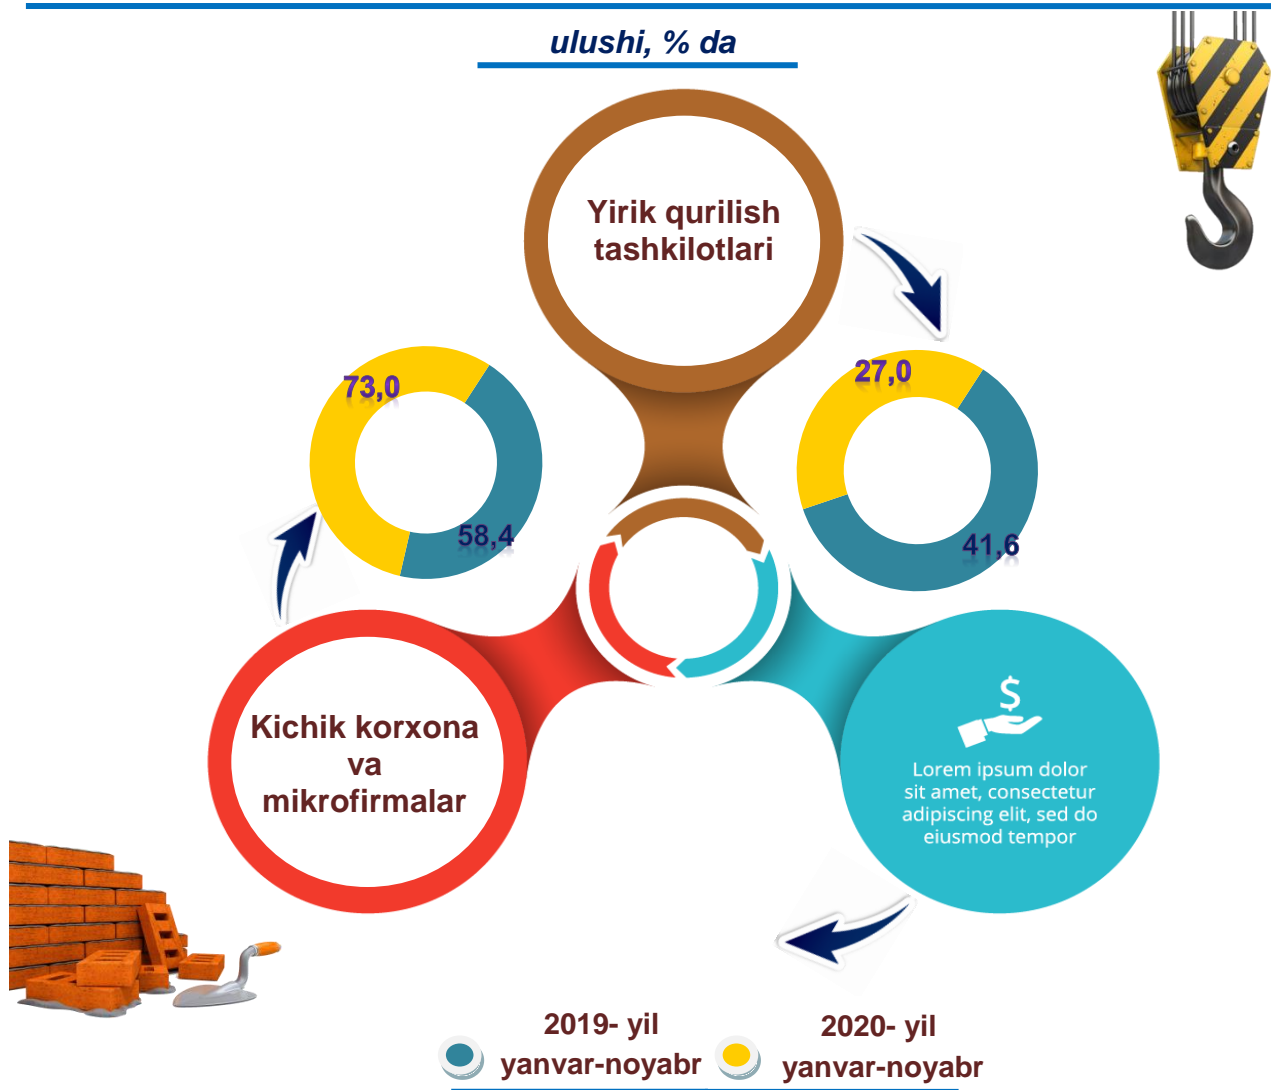 ulushi, % da
Yirik qurilish
tashkilotlari
73,0
58,4
27,0
41,6
Kichik korxona
va
mikrofirmalar
$
Lorem ipsum dolor
sit amet, consectetur
adipiscing elit, sed do
eiusmod tempor
2019- yil
yanvar-noyabr
2020- yil
yanvar-noyabr